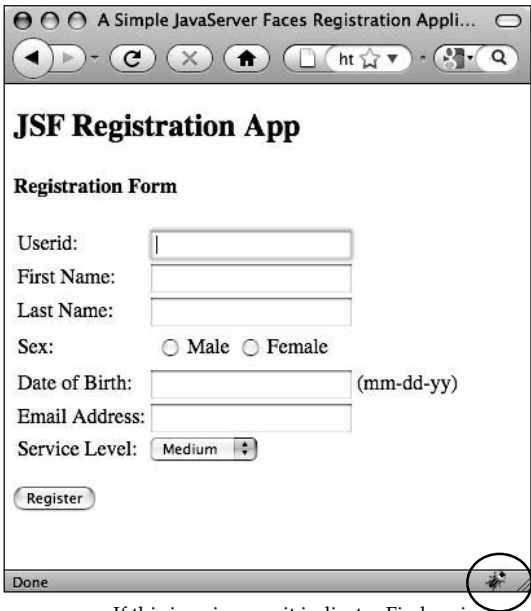 A Simple JavaServer Faces Registration Appli...
ht
JSF Registration App
Registration Form
Userid:
First Name:
Last Name:
Sex: Male Female
Date of Birth: (mm-dd-yy)
Email Address:
Service Level: Medium
Register
Done